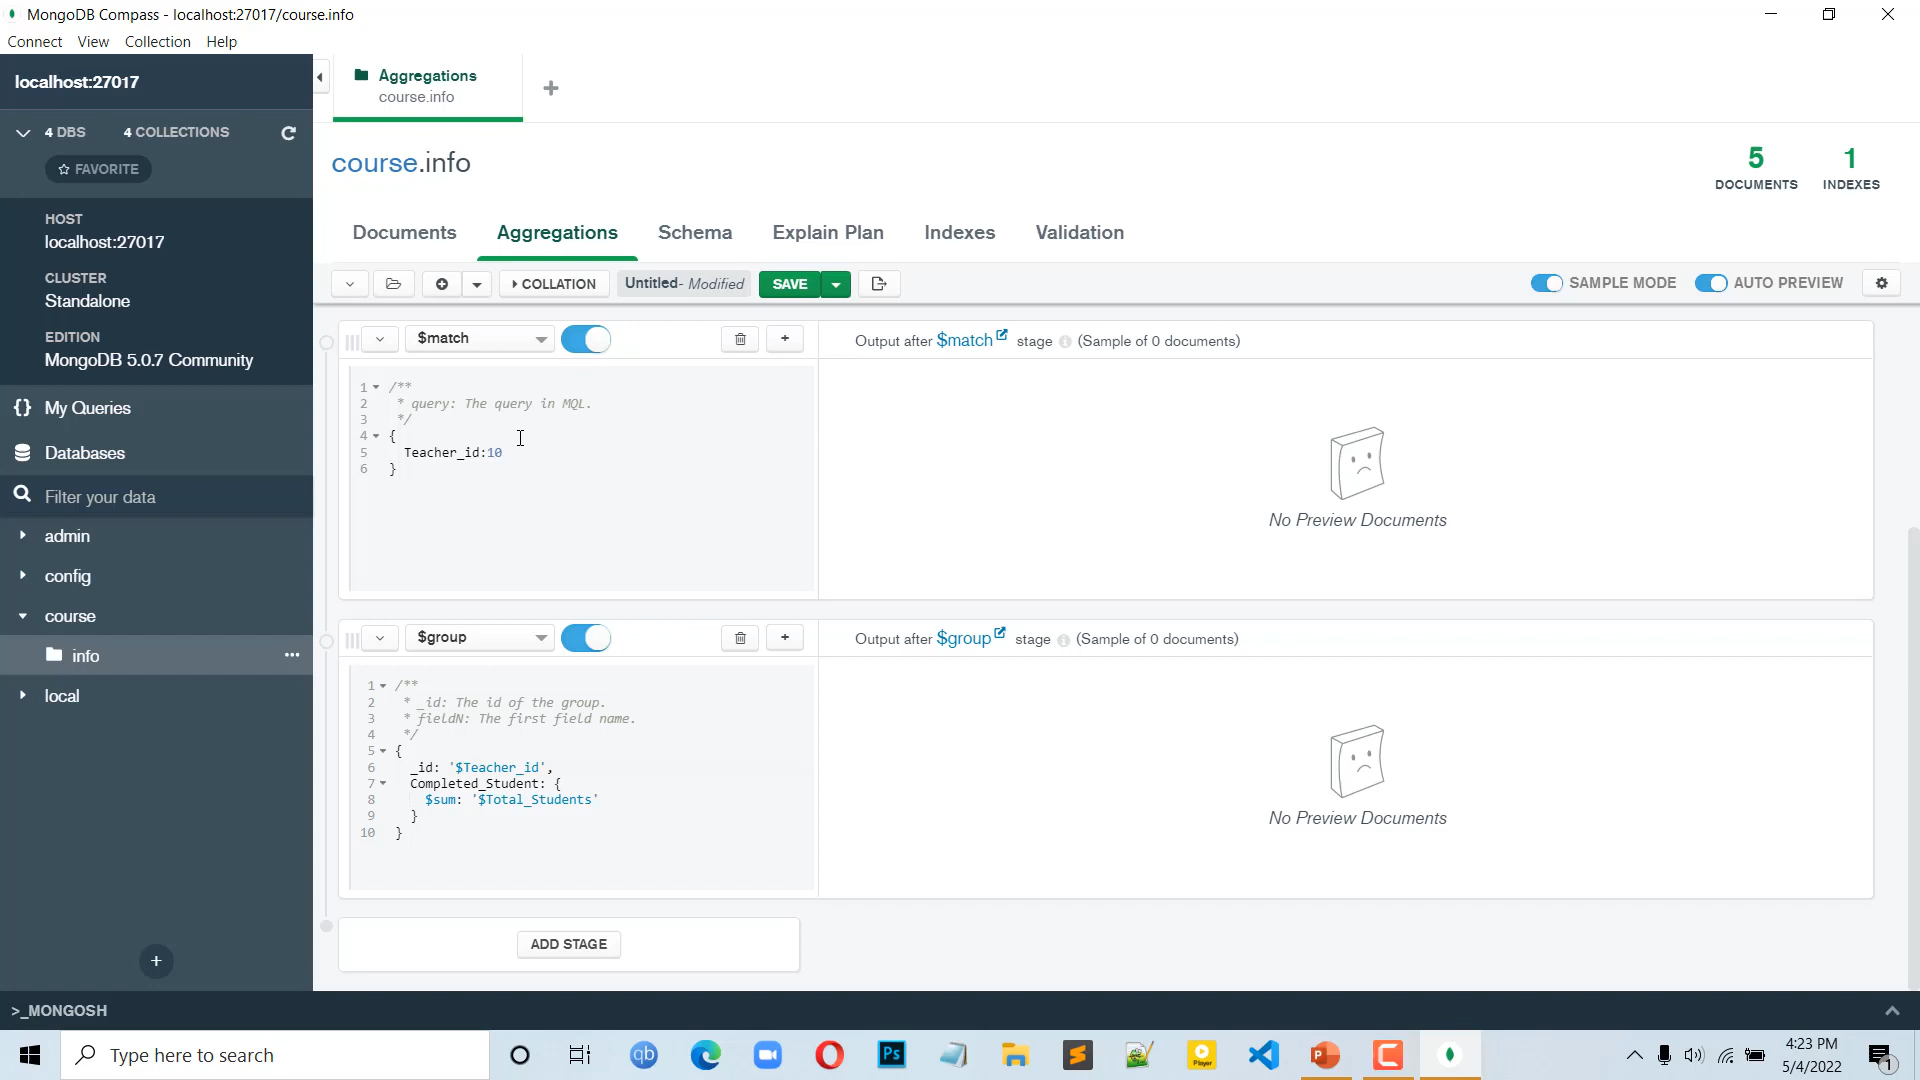 MongoDB Compass - localhost:27017/course.info
Connect View Collection Help
localhost:27017
4 DBS 4 COLLECTIONS
FAVORITE
HOST
localhost:27017
CLUSTER
Standalone
EDITION
MongoDB 5.0.7 Community
{} My Queries
Databases
Filter your data
admin
config
course
info
local
+
Aggregations
course.info
course.info
5
DOCUMENTS
1
INDEXES
Documents Aggregations Schema Explain Plan Indexes Validation
COLLATION Untitled- Modified SAVE SAMPLE MODE AUTO PREVIEW
$match
Output after $match stage (Sample of 0 documents)
1 /**
2 * query: The query in MQL.
3 */
4 {
5 Teacher_id:10
6 }
No Preview Documents
$group
Output after $group stage (Sample of 0 documents)
1 /**
2 * _id: The id of the group.
3 * fieldN: The first field name.
4 */
5 {
6 _id: '$Teacher_id',
7 Completed_Student: {
8 $sum: '$Total_Students'
9 }
10 }
No Preview Documents
ADD STAGE
>_MONGOSH
Type here to search
qb
Ps
Player
4:23 PM
5/4/2022
1